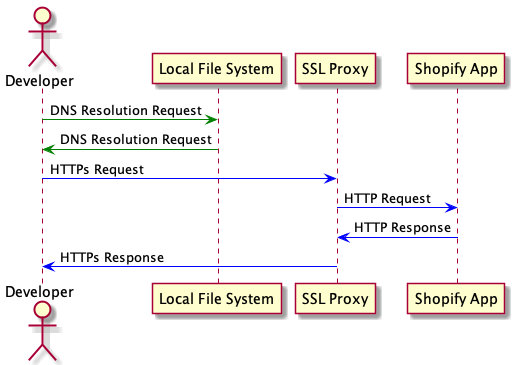 Developer
Local File System
SSL Proxy
Shopify App
DNS Resolution Request
DNS Resolution Request
HTTPs Request
HTTP Request
HTTP Response
HTTPs Response
Developer
Local File System
SSL Proxy
Shopify App